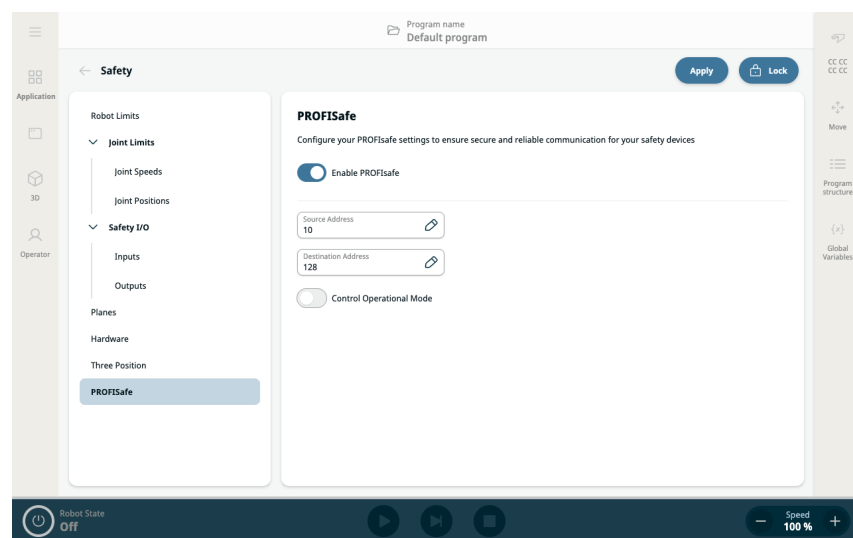 Program name
Default program
Safety
Apply
Lock
CC CC
CC CC
Application
Move
3D
Program
structure
Operator
{x}
Global
Variables
Robot Limits
Joint Limits
Joint Speeds
Joint Positions
Safety I/O
Inputs
Outputs
Planes
Hardware
Three Position
PROFISafe
PROFISafe
Configure your PROFIsafe settings to ensure secure and reliable communication for your safety devices
Enable PROFIsafe
Source Address
10
Destination Address
128
Control Operational Mode
Robot State
Off
Speed
100 %